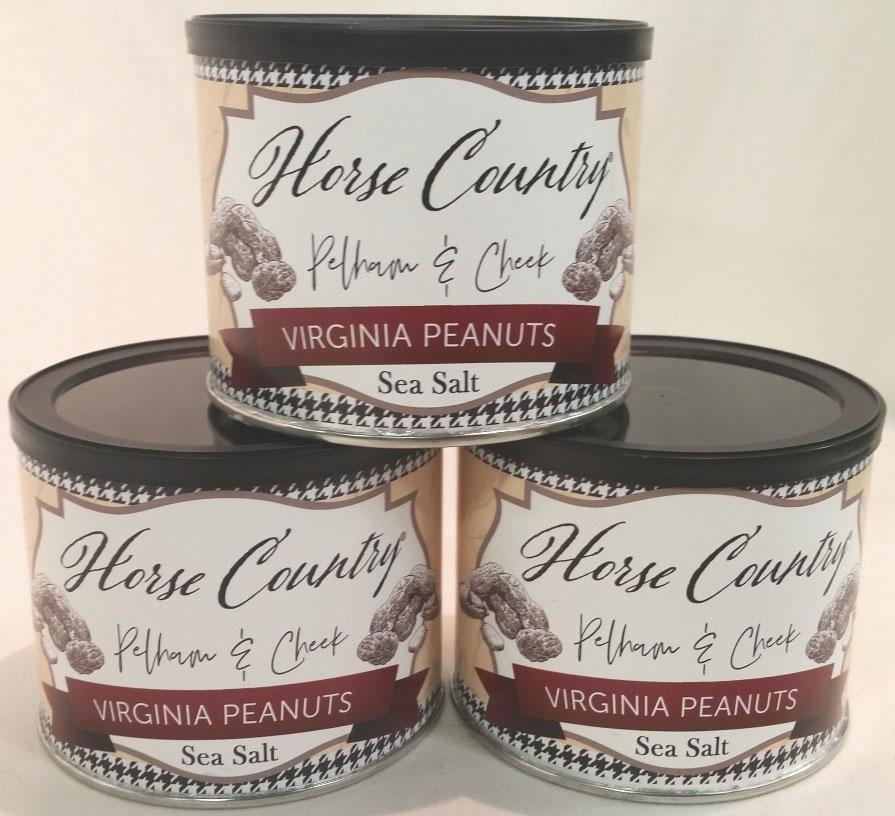 Horse Country®
Pelham & Cheek
VIRGINIA PEANUTS
Sea Salt
Horse Country®
Pelham & Cheek
VIRGINIA PEANUTS
Sea Salt
Horse Country®
Pelham & Cheek
VIRGINIA PEANUTS
Sea Salt